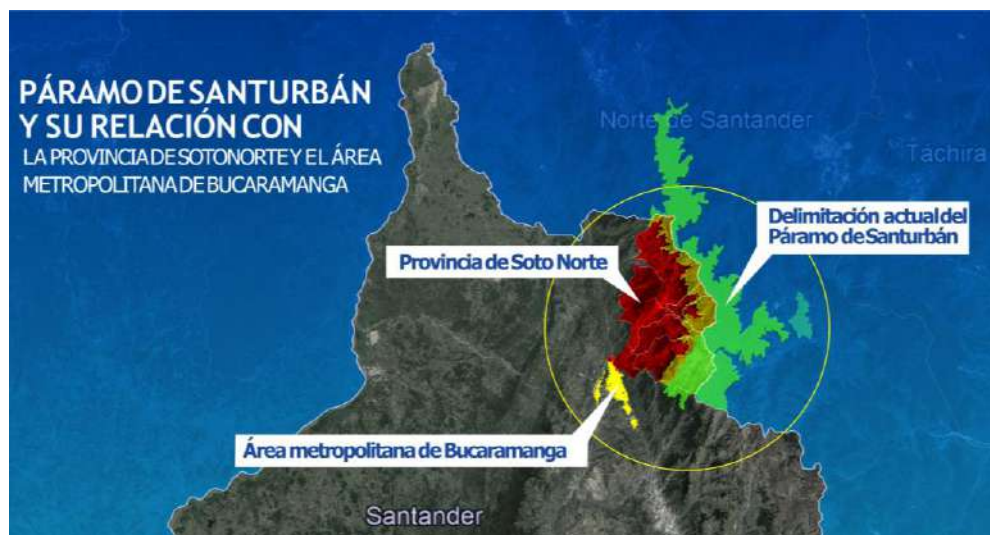 PÁRAMO DE SANTURBÁN
Y SU RELACIÓN CON
LA PROVINCIA DE SOTONORTE Y EL ÁREA
METROPOLITANA DE BUCARAMANGA
Norte de Santander
Táchira
Delimitación actual del
Páramo de Santurbán
Provincia de Soto Norte
Área metropolitana de Bucaramanga
Santander